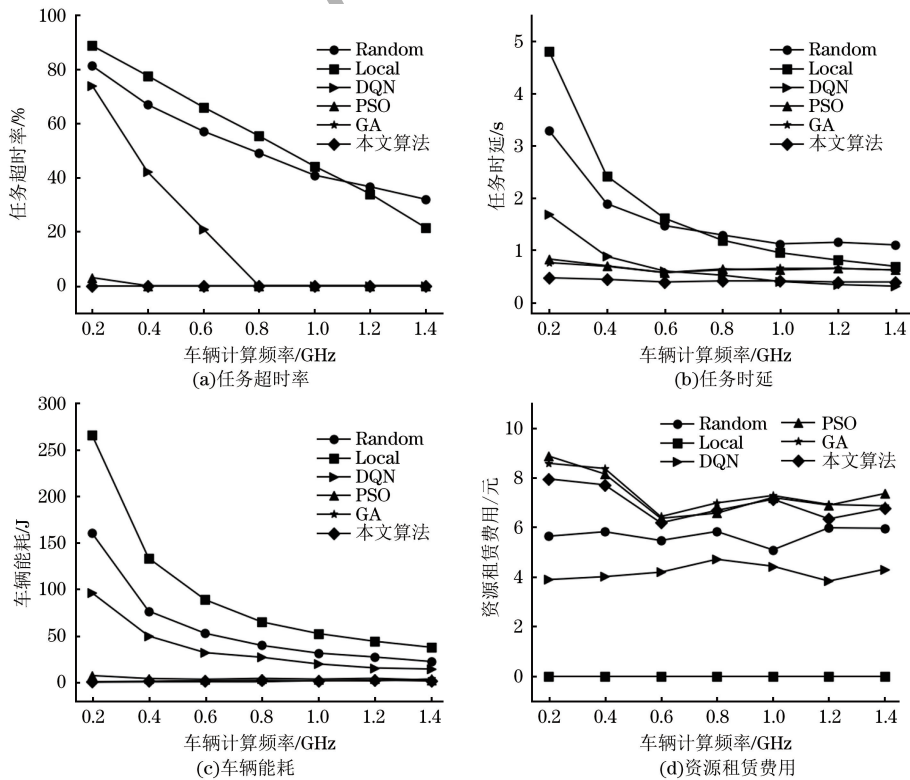 100
80
60
40
20
0
任务超时率/%
Random
Local
DQN
PSO
GA
本文算法
0.2 0.4 0.6 0.8 1.0 1.2 1.4
车辆计算频率/GHz
(a)任务超时率
5
4
3
2
1
0
任务时延/s
Random
Local
DQN
PSO
GA
本文算法
0.2 0.4 0.6 0.8 1.0 1.2 1.4
车辆计算频率/GHz
(b)任务时延
300
250
200
150
100
50
0
车辆能耗/J
Random
Local
DQN
PSO
GA
本文算法
0.2 0.4 0.6 0.8 1.0 1.2 1.4
车辆计算频率/GHz
(c)车辆能耗
10
8
6
4
2
0
资源租赁费用/元
Random PSO
Local GA
DQN 本文算法
0.2 0.4 0.6 0.8 1.0 1.2 1.4
车辆计算频率/GHz
(d)资源租赁费用